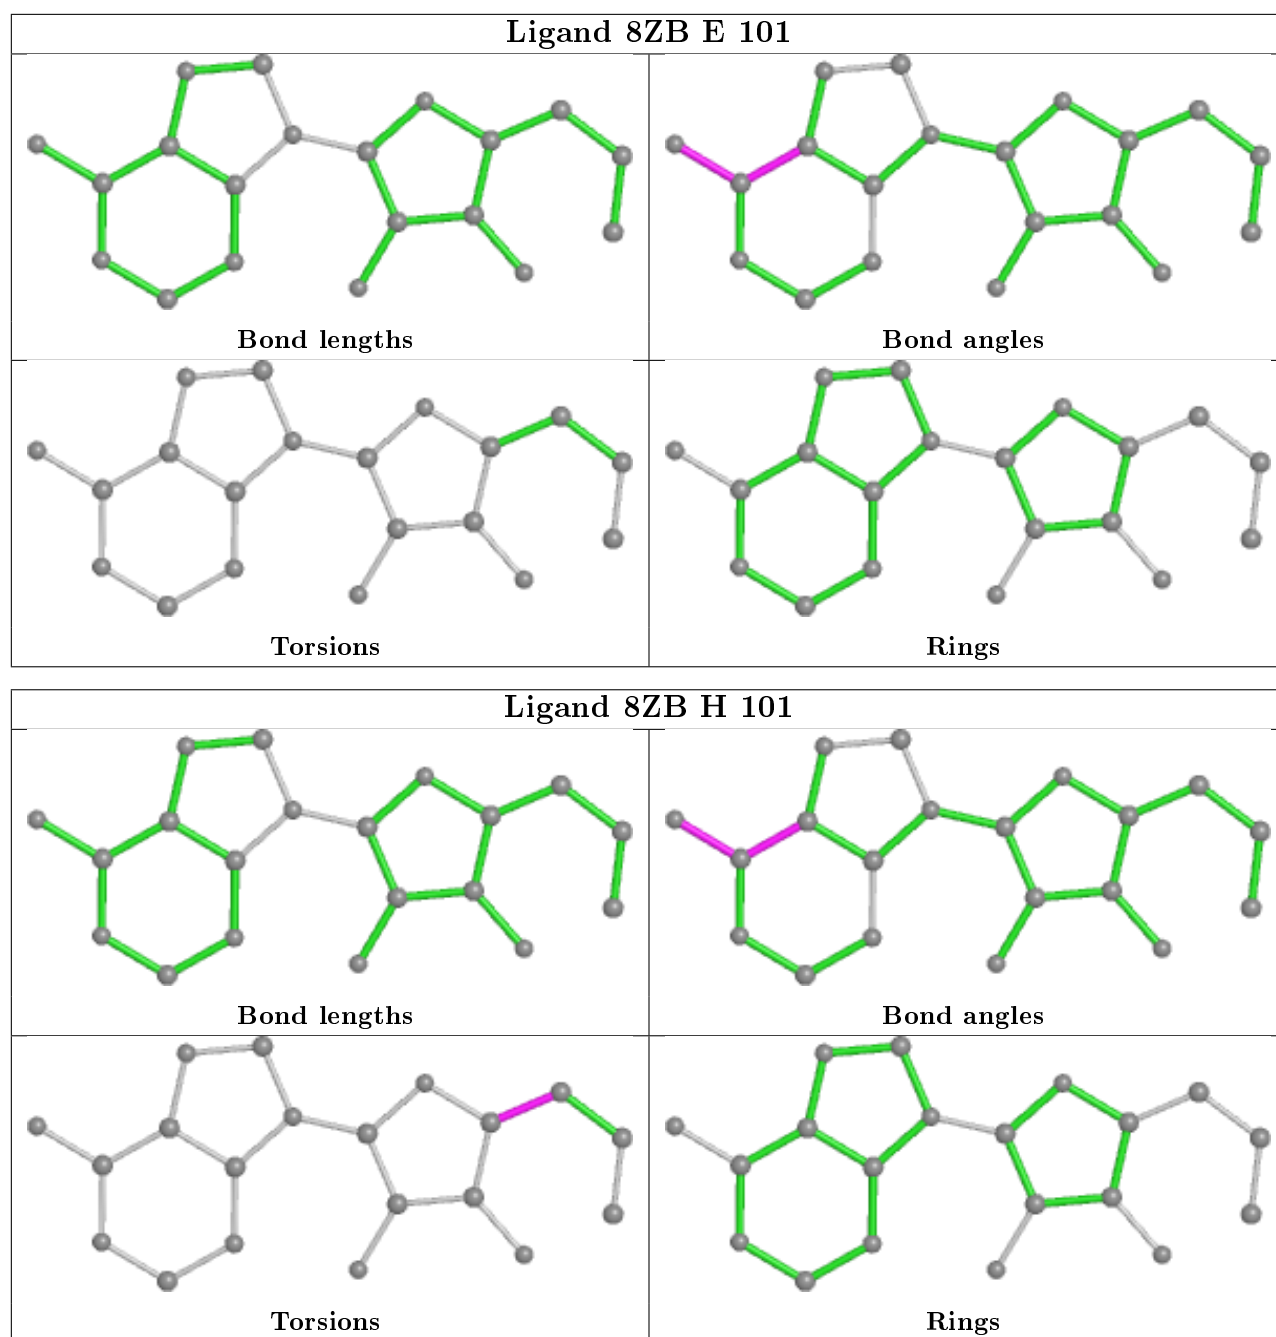 Ligand 8ZB E 101
Bond lengths
Bond angles
Torsions
Rings
Ligand 8ZB H 101
Bond lengths
Bond angles
Torsions
Rings